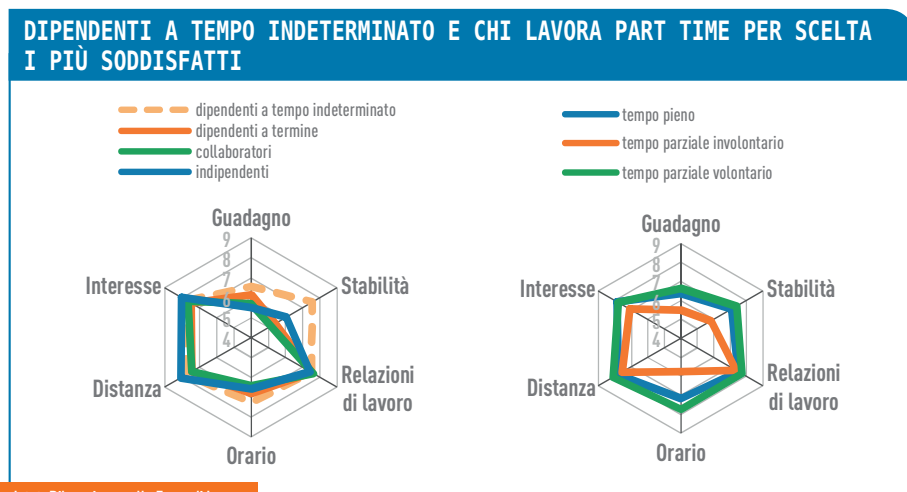 DIPENDENTI A TEMPO INDETERMINATO E CHI LAVORA PART TIME PER SCELTA
I PIÙ SODDISFATTI
dipendenti a tempo indeterminato
dipendenti a termine
collaboratori
indipendenti
Guadagno
9
8
7
6
5
4
Stabilità
Relazioni
di lavoro
Orario
Distanza
Interesse
tempo pieno
tempo parziale involontario
tempo parziale volontario
Guadagno
9
8
7
6
5
4
Stabilità
Relazioni
di lavoro
Orario
Distanza
Interesse